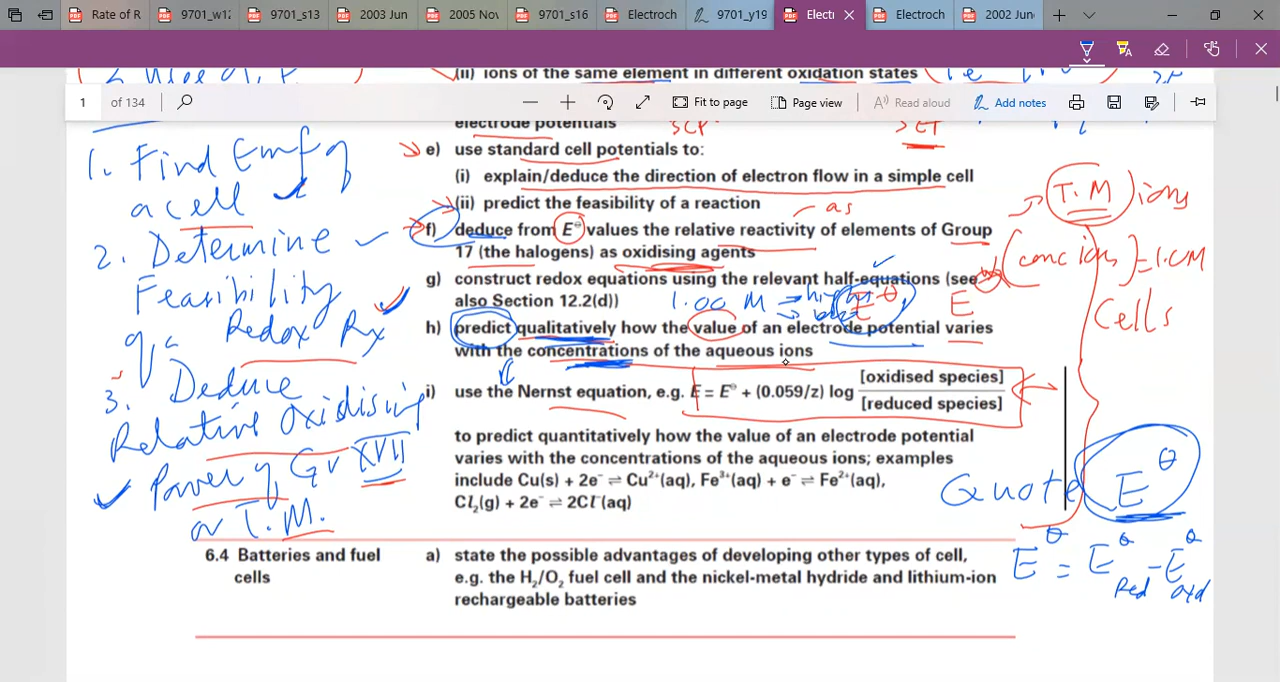 Rate of R
9701_w12
9701_s13
2003 Jun
2005 Nov
9701_s16
Electroch
9701_y19
Electr
Electroch
2002 Jun
(ii) ions of the same element in different oxidation states
1
of 134
Fit to page
Page view
Read aloud
Add notes
electrode potentials
SCP
SEP
1. Find Emf of
a cell
e) use standard cell potentials to:
(i) explain/deduce the direction of electron flow in a simple cell
(ii) predict the feasibility of a reaction
as
T.M ions
2. Determine
Feasibility
of a Redox Rx
f) deduce from E⦵ values the relative reactivity of elements of Group
17 (the halogens) as oxidising agents
(conc ions) = 1.0M
Cells
g) construct redox equations using the relevant half-equations (see
also Section 12.2(d))
1.00 M
E θ
E
h) predict qualitatively how the value of an electrode potential varies
with the concentrations of the aqueous ions
3. Deduce
Relative Oxidising
Power of Gr XVII
or T.M.
i) use the Nernst equation, e.g. E = E⦵ + (0.059/z) log [oxidised species]
[reduced species]
to predict quantitatively how the value of an electrode potential
varies with the concentrations of the aqueous ions; examples
include Cu(s) + 2e⁻ ⇌ Cu²⁺(aq), Fe³⁺(aq) + e⁻ ⇌ Fe²⁺(aq),
Cl₂(g) + 2e⁻ ⇌ 2Cl⁻(aq)
Quote E θ
E θ = E θ Red - E θ oxd
6.4 Batteries and fuel
cells
a) state the possible advantages of developing other types of cell,
e.g. the H₂/O₂ fuel cell and the nickel-metal hydride and lithium-ion
rechargeable batteries